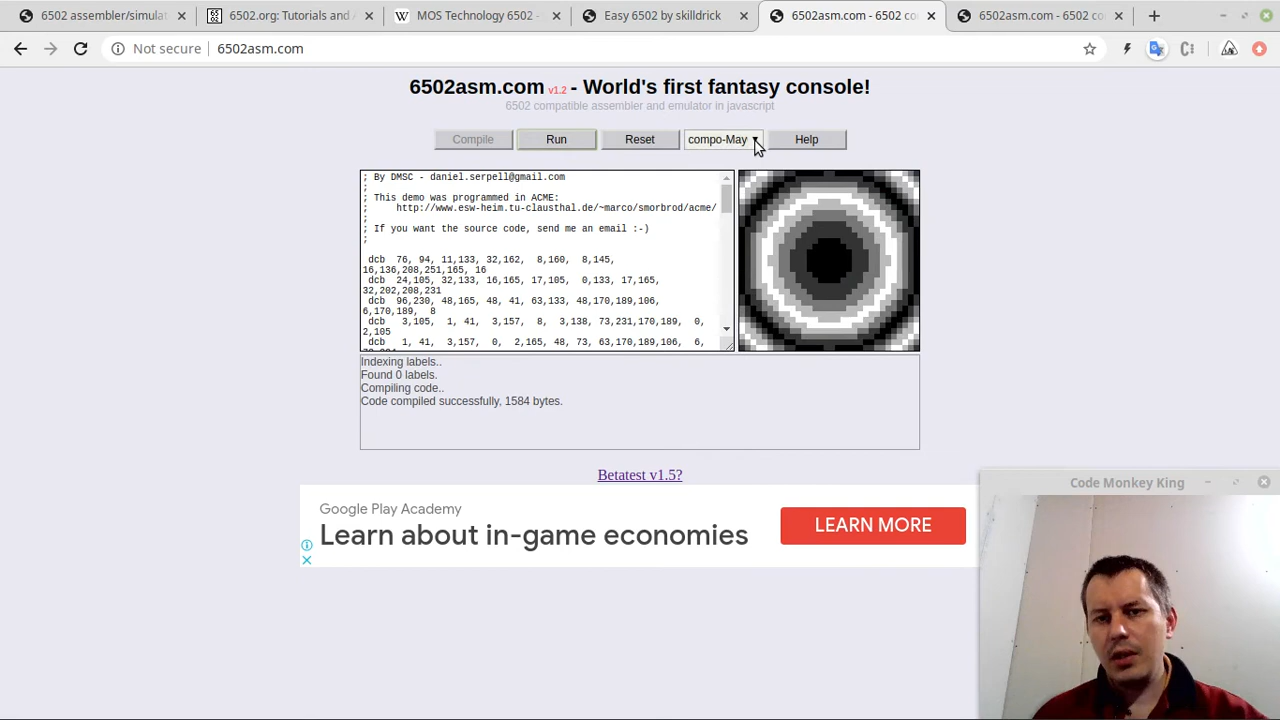 6502 assembler/simulat
6502.org: Tutorials and A
MOS Technology 6502 -
Easy 6502 by skilldrick
6502asm.com - 6502 co
6502asm.com - 6502 co
Not secure
6502asm.com
6502asm.com v1.2 - World's first fantasy console!
6502 compatible assembler and emulator in javascript
Compile
Run
Reset
compo-May
Help
; By DMSC - daniel.serpell@gmail.com
;
; This demo was programmed in ACME:
;     http://www.esw-heim.tu-clausthal.de/~marco/smorbrod/acme/
;
; If you want the source code, send me an email :-)
;
dcb  76, 94, 11,133, 32,162,  8,160,  8,145,
16,136,208,251,165, 16
dcb  24,105, 32,133, 16,165, 17,105,  0,133, 17,165,
32,202,208,231
dcb  96,230, 48,165, 48, 41, 63,133, 48,170,189,106,
6,170,189,  8
dcb   3,105,  1, 41,  3,157,  8,  3,138, 73,231,170,189,  0,
2,105
dcb   1, 41,  3,157,  0,  2,165, 48, 73, 63,170,189,106,  6,
Indexing labels..
Found 0 labels.
Compiling code..
Code compiled successfully, 1584 bytes.
Betatest v1.5?
Google Play Academy
Learn about in-game economies
LEARN MORE
Code Monkey King